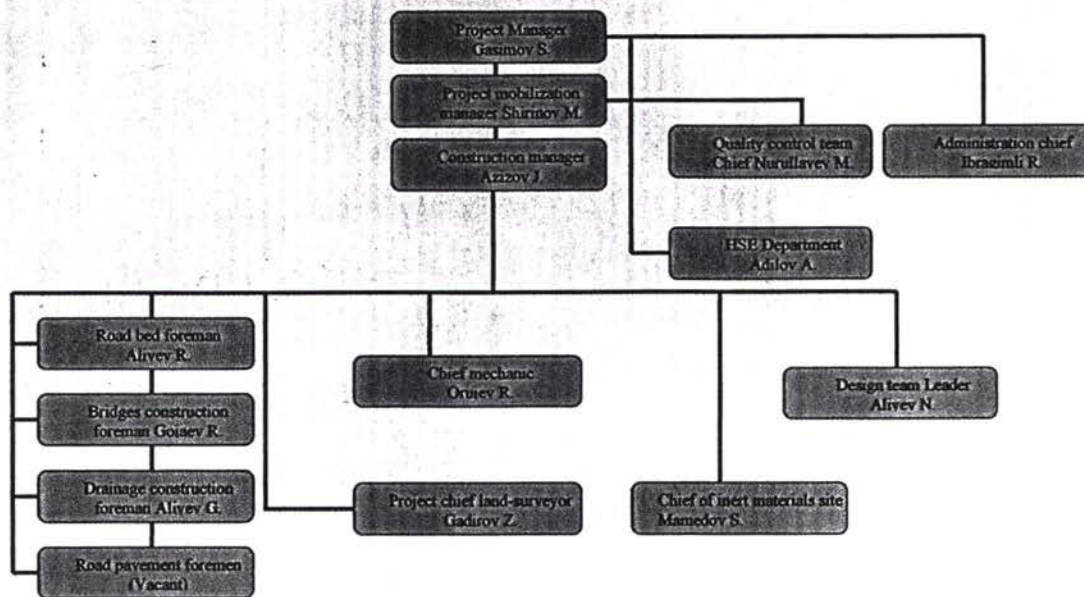 Project Manager
Gasimov S.
Project mobilization
manager Shirinov M.
Construction manager
Azizov J.
Quality control team
Chief Nurullayev M.
Administration chief
Ibragimli R.
HSE Department
Adilov A.
Road bed foreman
Aliyev R.
Bridges construction
foreman Gojaev R.
Drainage construction
foreman Aliyev G.
Road pavement foremen
(Vacant)
Chief mechanic
Orujev R.
Project chief land-surveyor
Gadirov Z.
Chief of inert materials site
Mamedov S.
Design team Leader
Aliyev N.